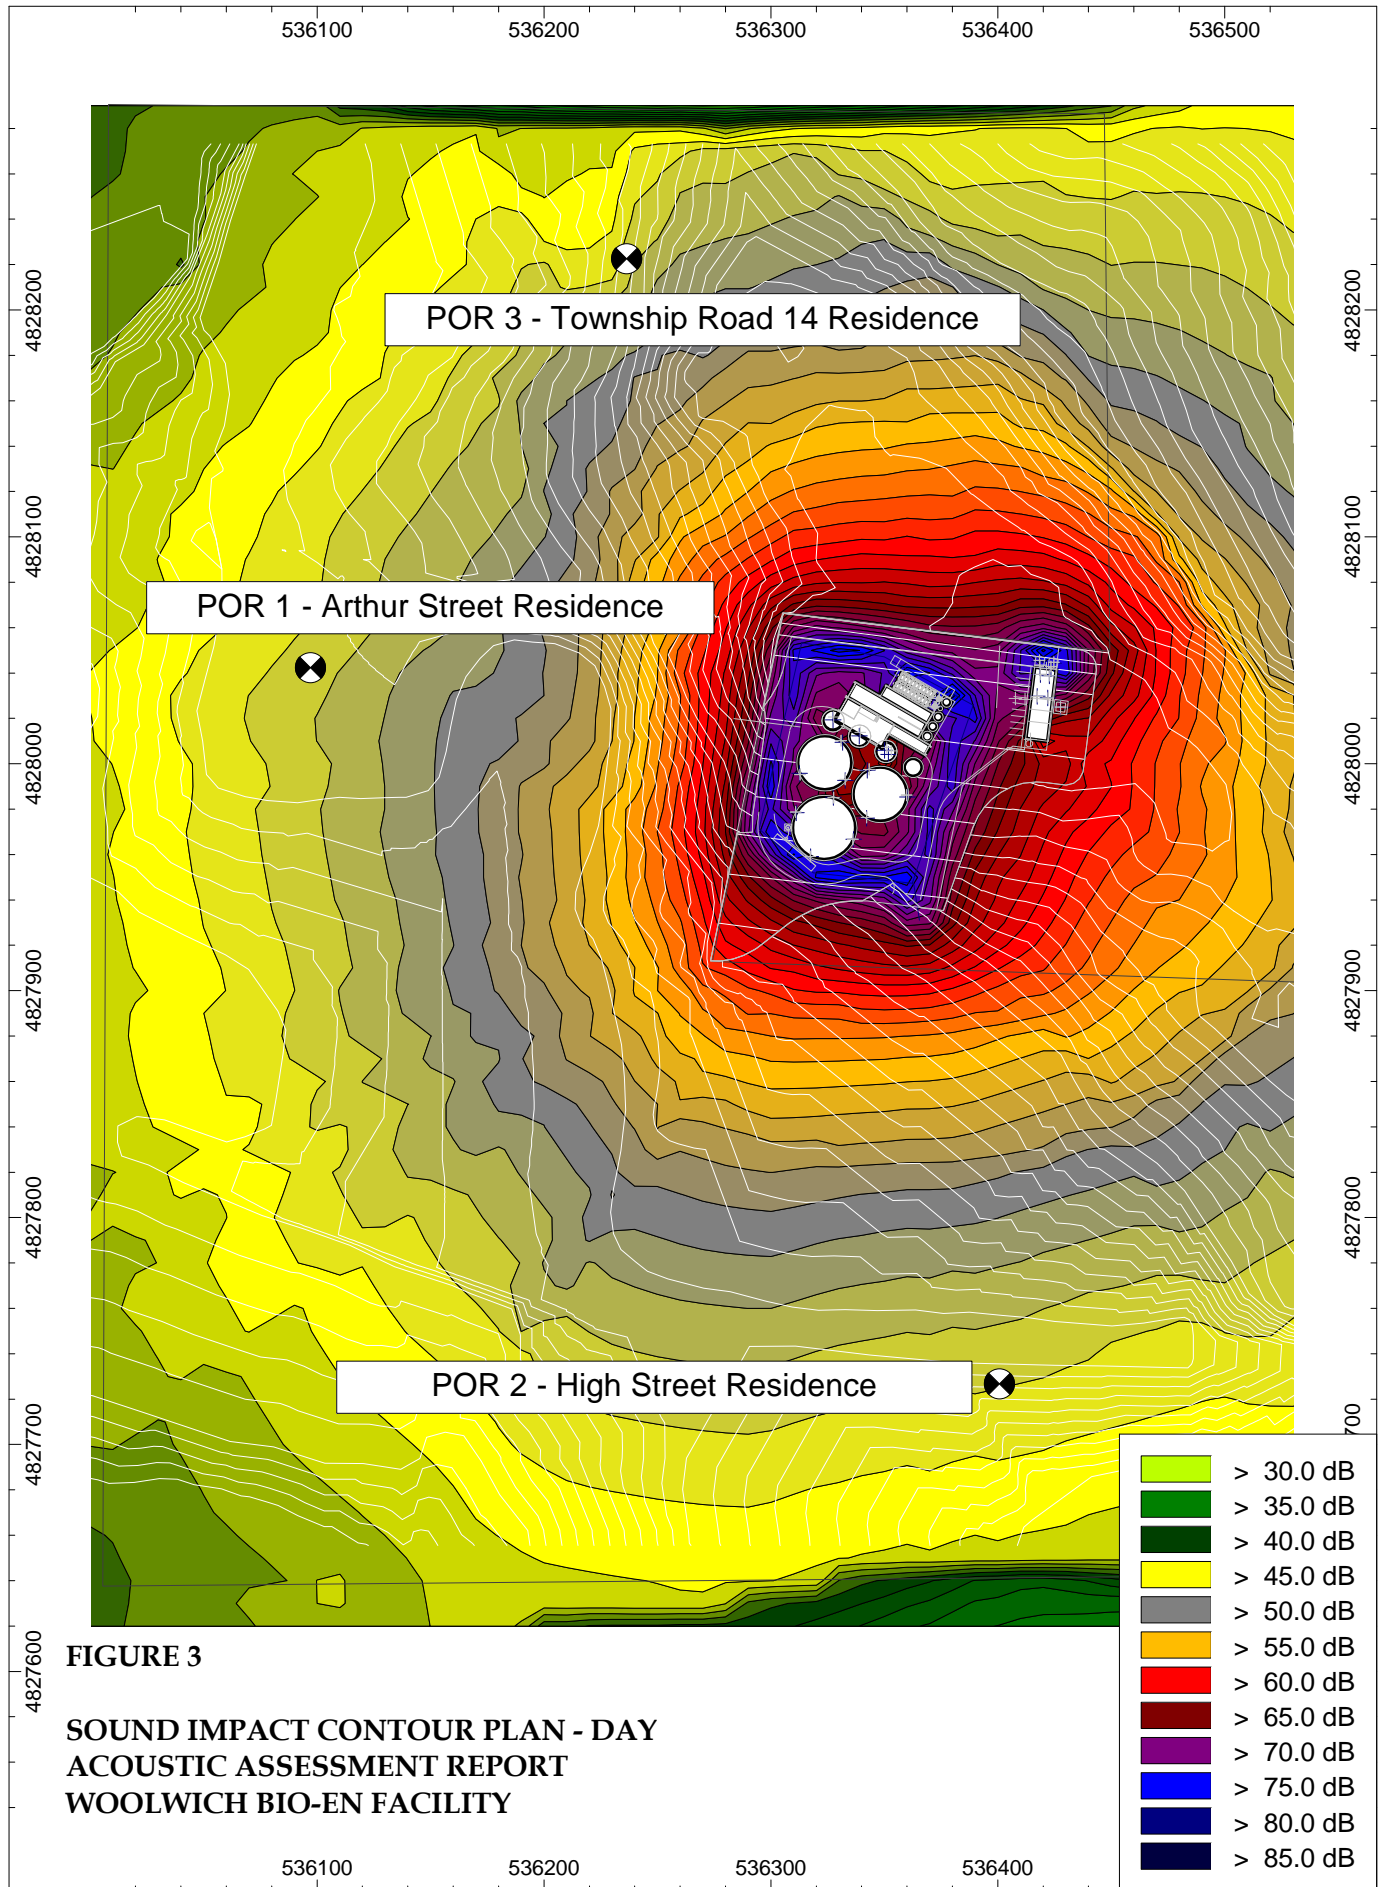 536100 536200 536300 536400 536500
4828200
4828200
POR 3 - Township Road 14 Residence
4828100
4828100
POR 1 - Arthur Street Residence
4828000
4828000
4827900
4827900
4827800
4827800
POR 2 - High Street Residence
4827700
700
> 30.0 dB
> 35.0 dB
> 40.0 dB
> 45.0 dB
> 50.0 dB
> 55.0 dB
> 60.0 dB
> 65.0 dB
> 70.0 dB
> 75.0 dB
> 80.0 dB
> 85.0 dB
4827600
FIGURE 3
SOUND IMPACT CONTOUR PLAN - DAY
ACOUSTIC ASSESSMENT REPORT
WOOLWICH BIO-EN FACILITY
536100 536200 536300 536400